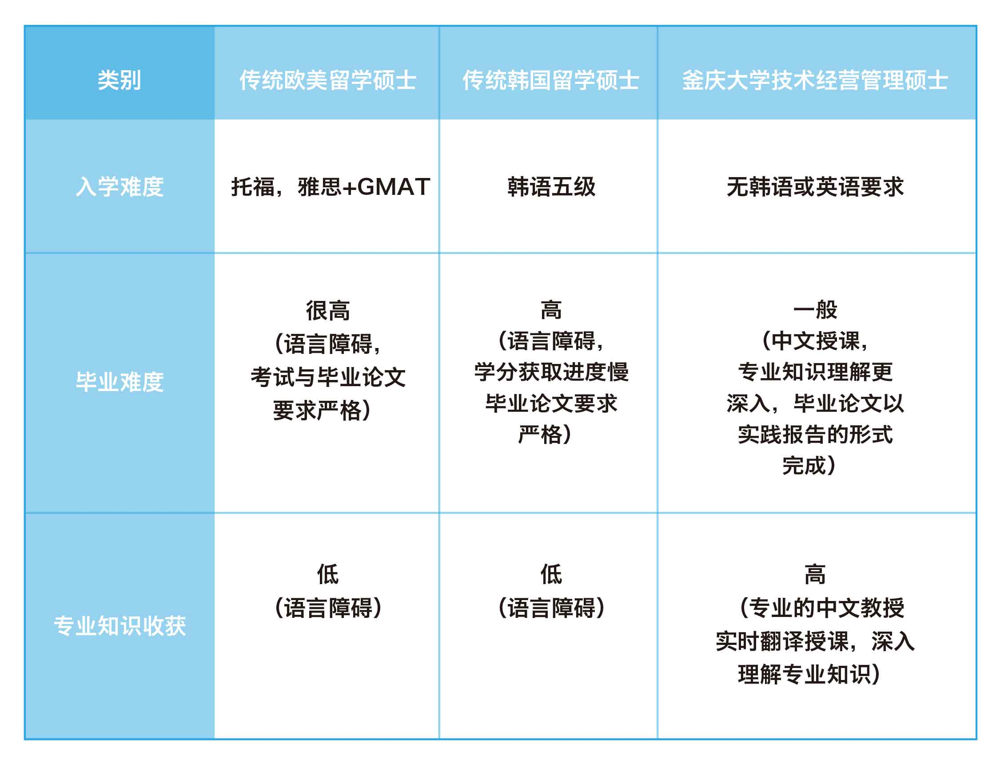 类别
传统欧美留学硕士
传统韩国留学硕士
釜庆大学技术经营管理硕士
入学难度
托福，雅思+GMAT
韩语五级
无韩语或英语要求
毕业难度
很高
（语言障碍，
考试与毕业论文
要求严格）
高
（语言障碍，
学分获取进度慢
毕业论文要求
严格）
一般
（中文授课，
专业知识理解更
深入，毕业论文以
实践报告的形式
完成）
专业知识收获
低
（语言障碍）
低
（语言障碍）
高
（专业的中文教授
实时翻译授课，深入
理解专业知识）